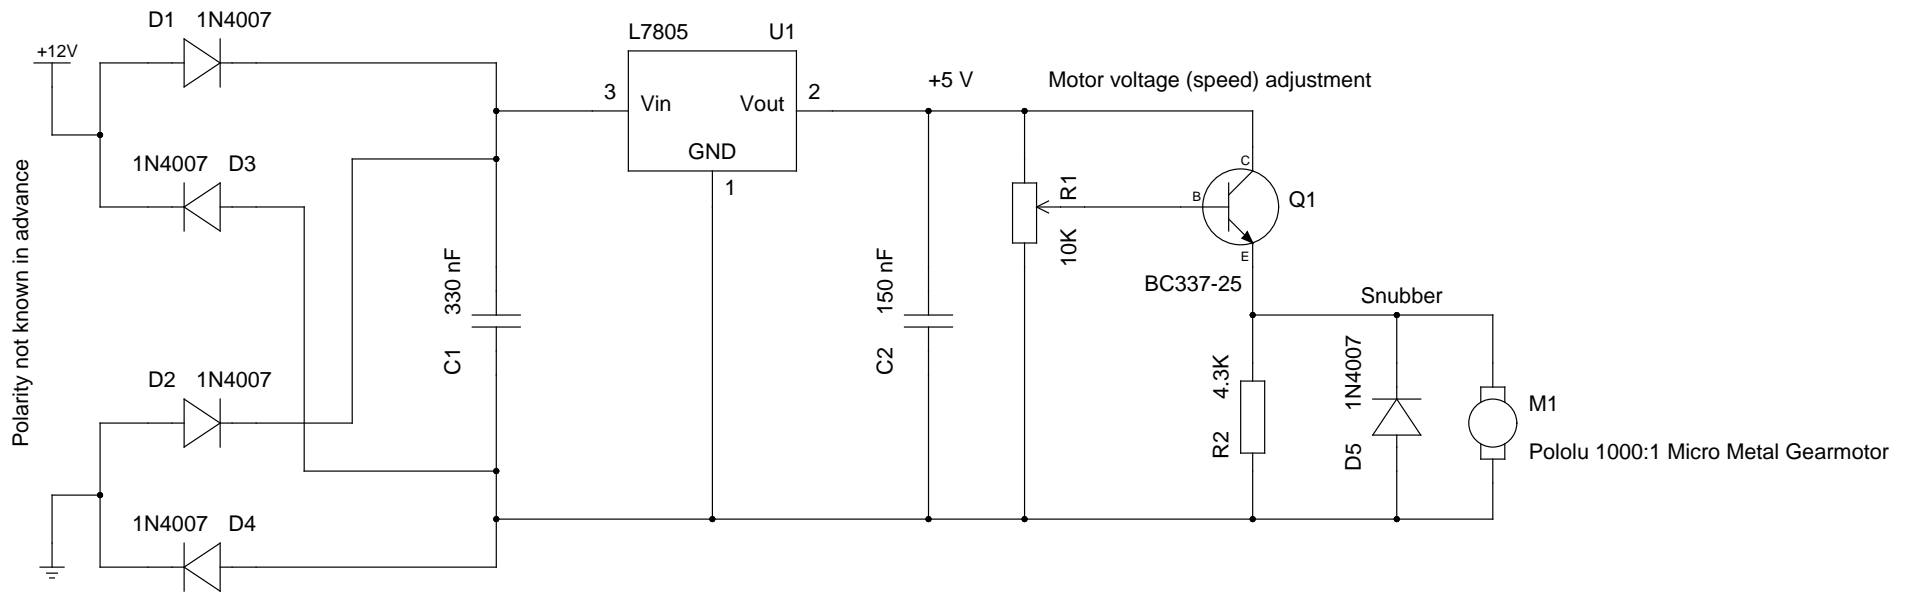 D1 1N4007
+12V
L7805 U1
3 Vin Vout 2
GND
1
+5 V
Motor voltage (speed) adjustment
Polarity not known in advance
1N4007 D3
C1 330 nF
C2 150 nF
10K R1
C
B
E
Q1
BC337-25
Snubber
D2 1N4007
R2 4.3K
D5 1N4007
M1
Pololu 1000:1 Micro Metal Gearmotor
1N4007 D4